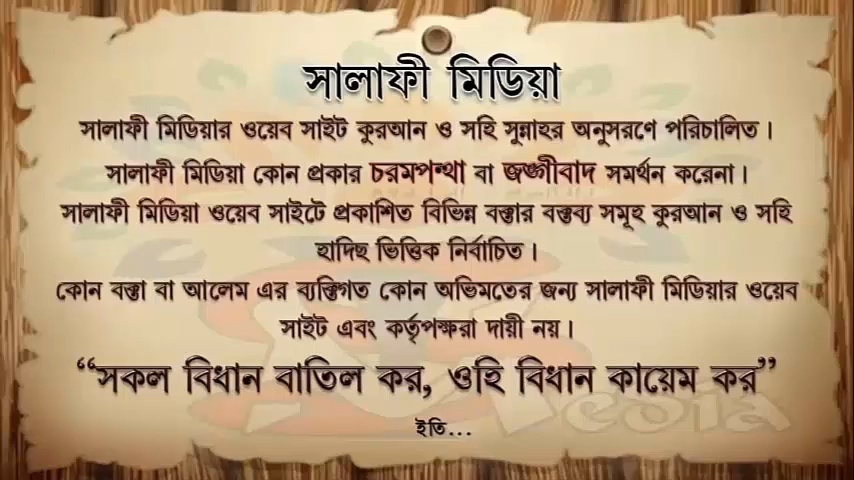 সালাফী মিডিয়া
সালাফী মিডিয়ার ওয়েব সাইট কুরআন ও সহি সুন্নাহর অনুসরণে পরিচালিত।
সালাফী মিডিয়া কোন প্রকার চরমপন্থা বা জঙ্গীবাদ সমর্থন করেনা।
সালাফী মিডিয়া ওয়েব সাইটে প্রকাশিত বিভিন্ন বক্তার বক্তব্য সমূহ কুরআন ও সহি
হাদিছ ভিত্তিক নির্বাচিত।
কোন বক্তা বা আলেম এর ব্যক্তিগত কোন অভিমতের জন্য সালাফী মিডিয়ার ওয়েব
সাইট এবং কর্তৃপক্ষরা দায়ী নয়।
“সকল বিধান বাতিল কর, ওহি বিধান কায়েম কর”
edia
ইতি...